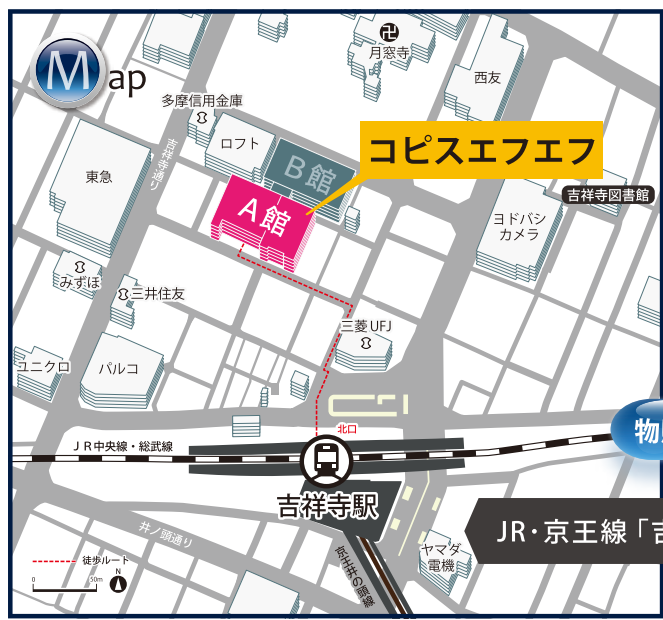 Map
月窓寺
西友
多摩信用金庫
ロフト
B館
コピスエフエフ
吉祥寺通り
東急
A館
吉祥寺図書館
ヨドバシ
カメラ
みずほ
三井住友
三菱UFJ
ユニクロ
パルコ
北口
物
JR中央線・総武線
吉祥寺駅
JR・京王線「吉
井ノ頭通り
ヤマダ
電機
京王井の頭線
徒歩ルート
N
0 50m